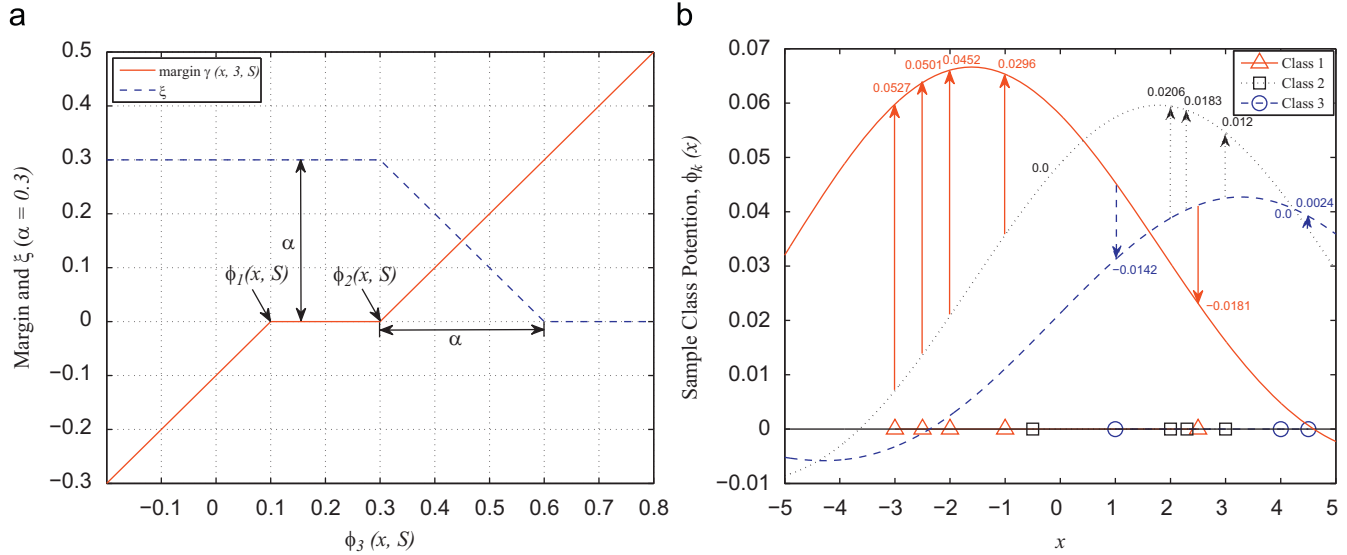 a
0.5
0.4
0.3
0.2
0.1
0
−0.1
−0.2
−0.3
Margin and ξ (α = 0.3)
margin γ (x, 3, S)
ξ
α
ϕ1(x, S)
ϕ2(x, S)
α
−0.1 0 0.1 0.2 0.3 0.4 0.5 0.6 0.7 0.8
ϕ3 (x, S)
b
0.07
0.06
0.05
0.04
0.03
0.02
0.01
0
−0.01
Sample Class Potention, ϕk (x)
Class 1
Class 2
Class 3
0.0527
0.0501
0.0452
0.0296
0.0
0.0206
0.0183
0.012
0.0
0.0024
−0.0142
−0.0181
−5 −4 −3 −2 −1 0 1 2 3 4 5
x